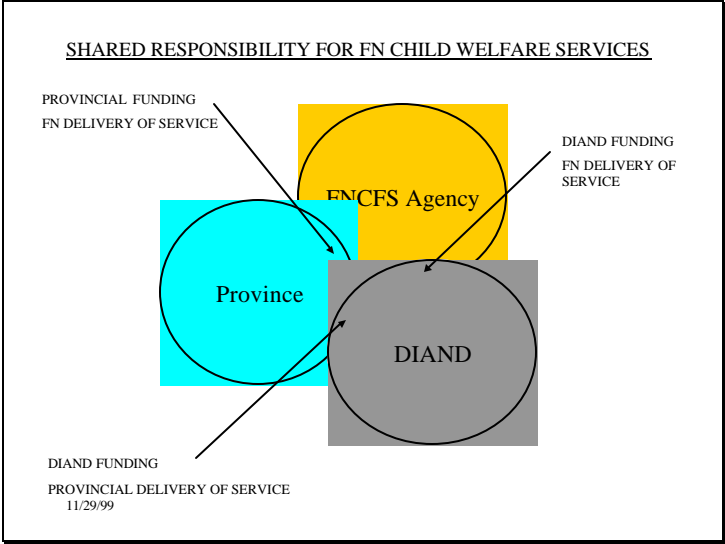 SHARED RESPONSIBILITY FOR FN CHILD WELFARE SERVICES
PROVINCIAL FUNDING
FN DELIVERY OF SERVICE
DIAND FUNDING
FN DELIVERY OF
SERVICE
FNCFS Agency
Province
DIAND
DIAND FUNDING
PROVINCIAL DELIVERY OF SERVICE
11/29/99